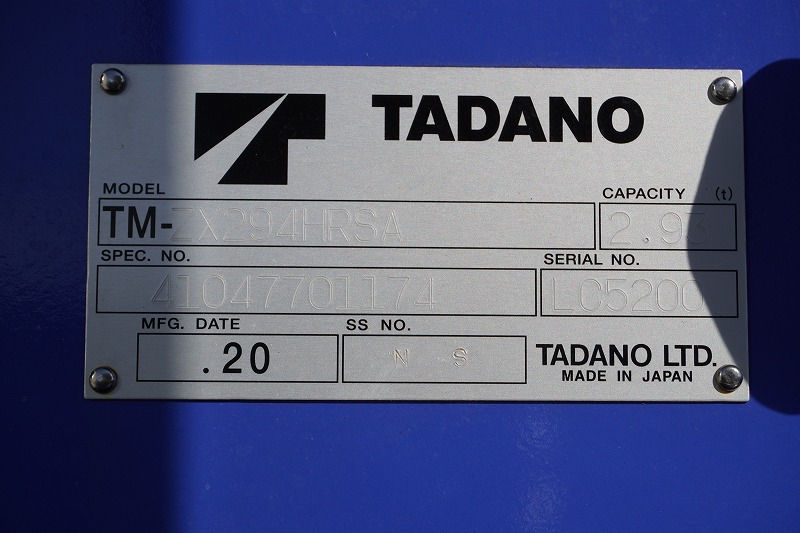 TADANO
MODEL
CAPACITY (t)
TM-ZX294HRSA
2.93
SPEC. NO.
SERIAL NO.
41047701174
LC5200
MFG. DATE
SS NO.
.20
N S
TADANO LTD.
MADE IN JAPAN